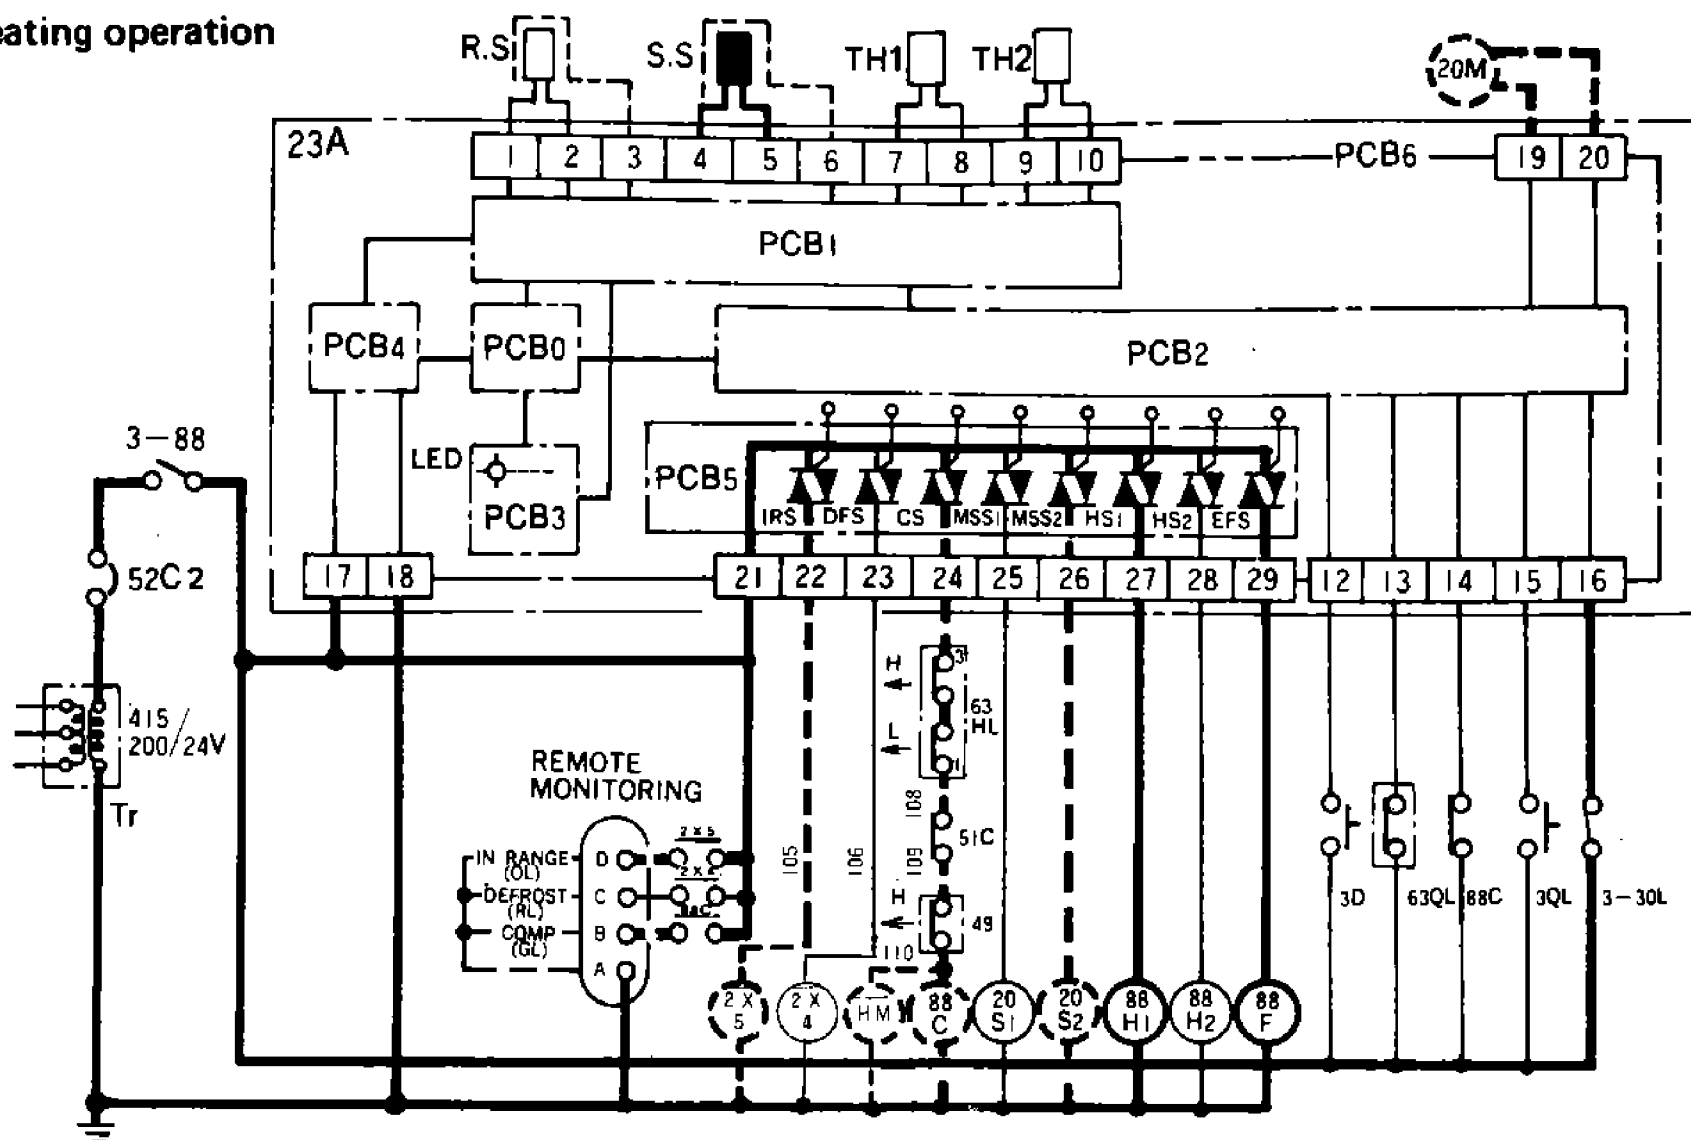 eating operation
R.S
S.S
TH1
TH2
20M
23A
1 2 3 4 5 6 7 8 9 10
PCB6
19 20
PCB1
PCB4
PCB0
PCB2
3-88
LED
PCB5
PCB3
IRS DFS CS MSS1 MSS2 HS1 HS2 EFS
52C2
17 18
21 22 23 24 25 26 27 28 29
12 13 14 15 16
H
3
63
HL
L
1
415
200/24V
Tr
REMOTE
MONITORING
108
51C
109
105
106
2X5
IN RANGE
(OL)
D
DEFROST
(RL)
C
COMP
(GL)
B
A
H
49
110
3D
63QL
88C
3QL
3-30L
2X
5
2X
4
HM
88
C
20
S1
20
S2
88
H1
88
H2
88
F